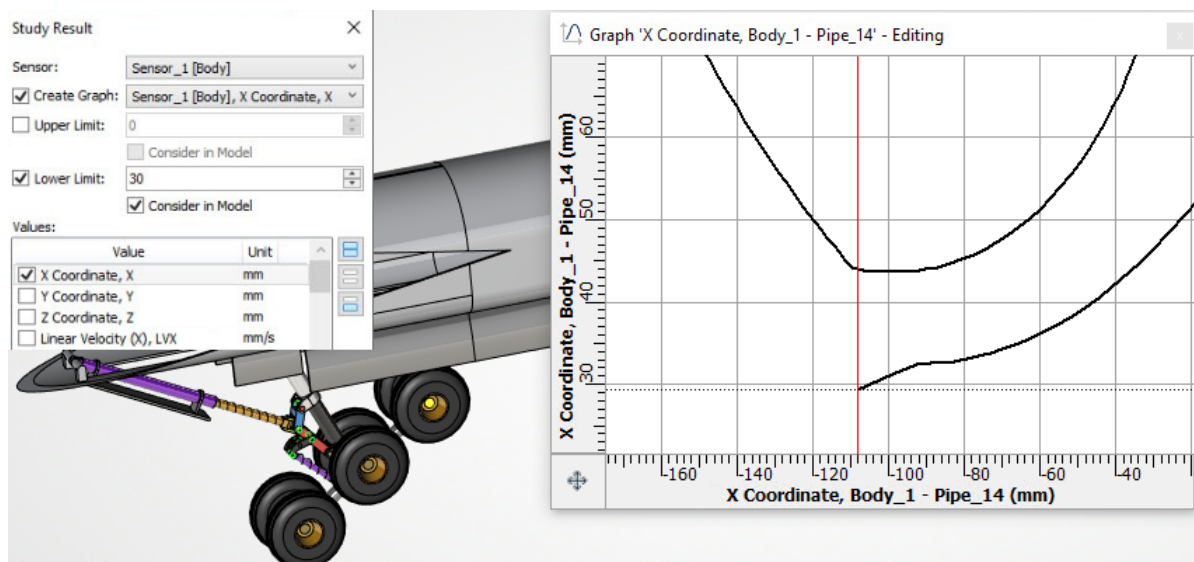 Study Result
Sensor:
Sensor_1 [Body]
Create Graph:
Sensor_1 [Body], X Coordinate, X
Upper Limit:
0
Consider in Model
Lower Limit:
30
Consider in Model
Values:
Value Unit
X Coordinate, X mm
Y Coordinate, Y mm
Z Coordinate, Z mm
Linear Velocity (X), LVX mm/s
Graph 'X Coordinate, Body_1 - Pipe_14' - Editing
X Coordinate, Body_1 - Pipe_14 (mm)
60
50
40
30
-160 -140 -120 -100 -80 -60 -40
X Coordinate, Body_1 - Pipe_14 (mm)